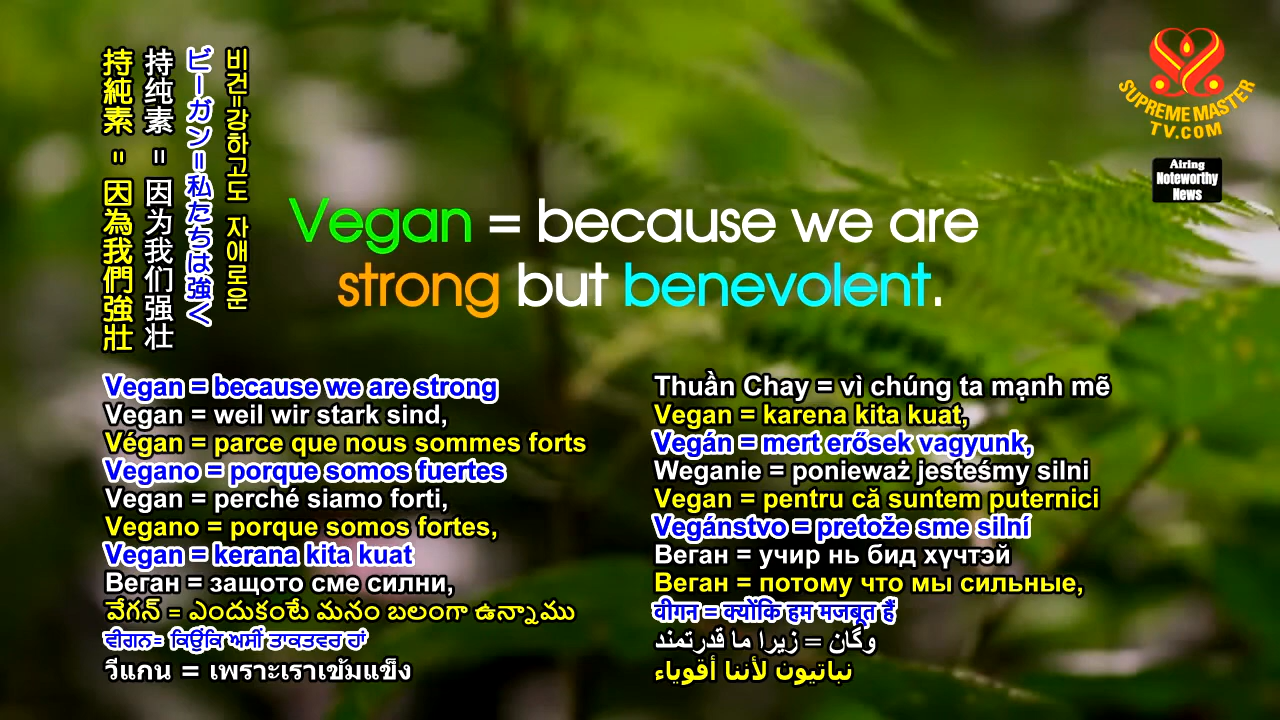 持純素 = 因為我們強壯
持纯素 = 因为我们强壮
ビーガン=私たちは強く
비건=강하고도 자애로운
SUPREME MASTER
TV.COM
Airing
Noteworthy
News
Vegan = because we are
strong but benevolent.
Vegan = because we are strong
Vegan = weil wir stark sind,
Végan = parce que nous sommes forts
Vegano = porque somos fuertes
Vegan = perché siamo forti,
Vegano = porque somos fortes,
Vegan = kerana kita kuat
Веган = защото сме силни,
వేగన్ = ఎందుకంటే మనం బలంగా ఉన్నాము
ਵੀਗਨ= ਕਿਉਂਕਿ ਅਸੀਂ ਤਾਕਤਵਰ ਹਾਂ
วีแกน = เพราะเราเข้มแข็ง
Thuần Chay = vì chúng ta mạnh mẽ
Vegan = karena kita kuat,
Vegán = mert erősek vagyunk,
Weganie = ponieważ jesteśmy silni
Vegan = pentru că suntem puternici
Vegánstvo = pretože sme silní
Веган = учир нь бид хүчтэй
Веган = потому что мы сильные,
वीगन = क्योंकि हम मजबूत हैं
وگان = زیرا ما قدرتمند
نباتيون لأننا أقوياء